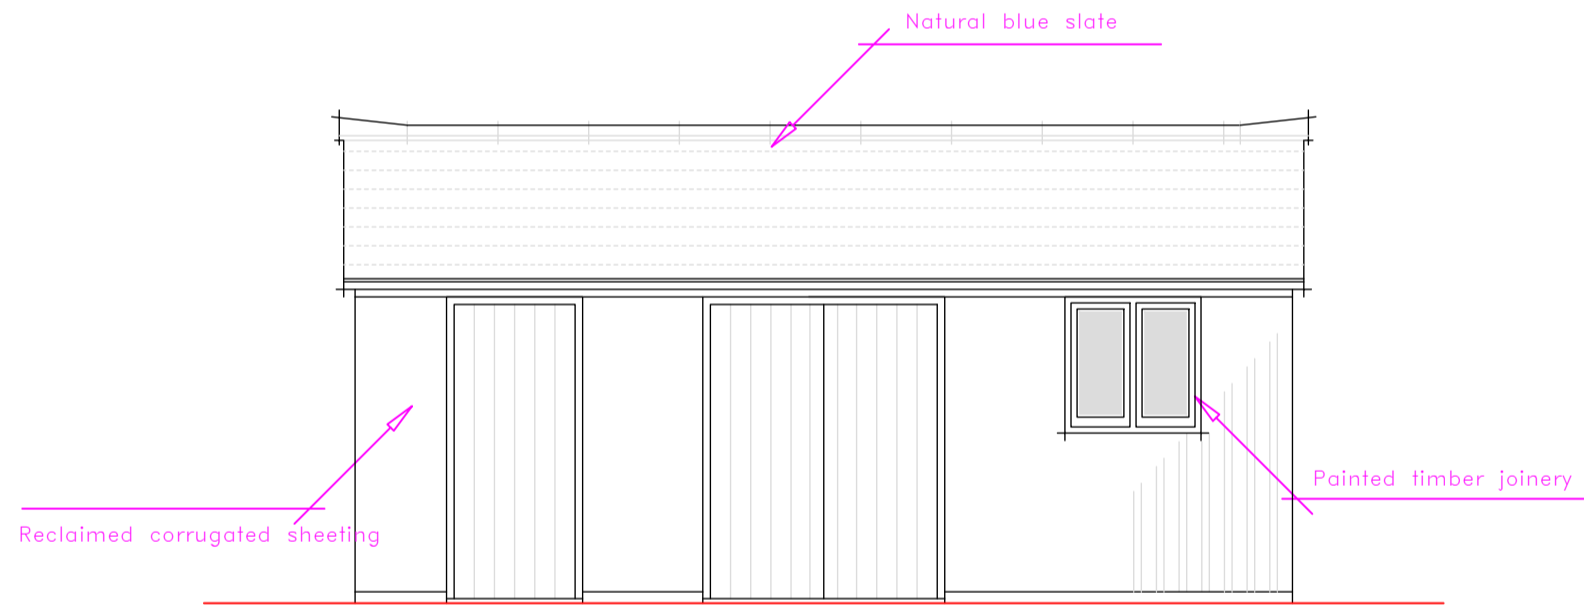 Natural blue slate
Painted timber joinery
Reclaimed corrugated sheeting